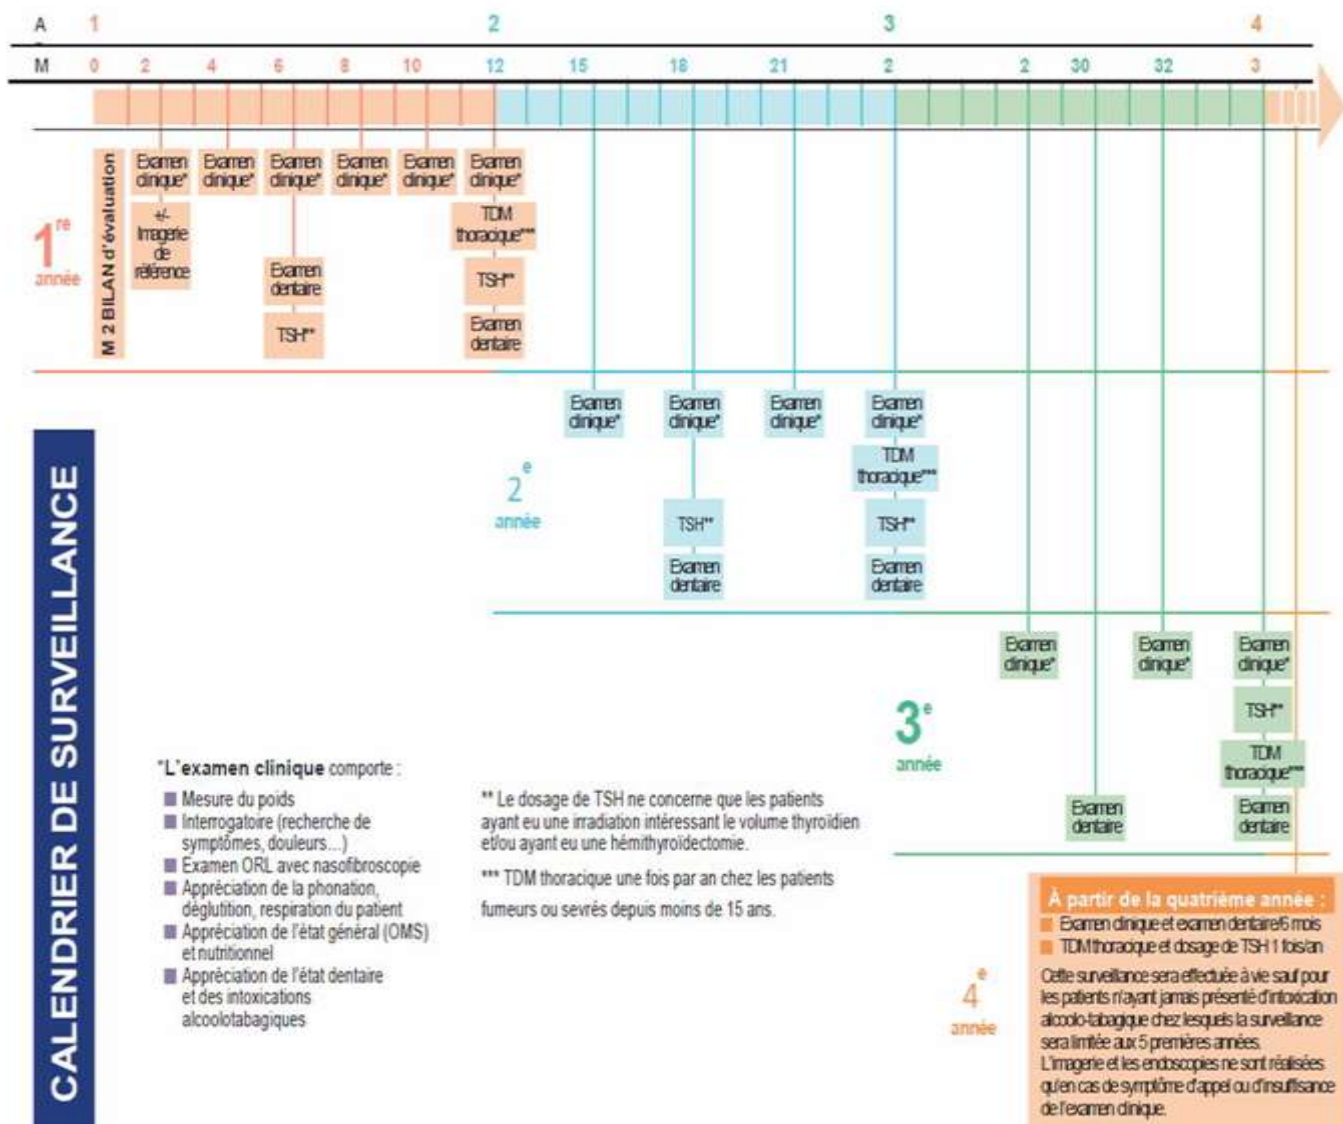 A 1 2 3 4
M 0 2 4 6 8 10 12 15 18 21 2 2 30 32 3
1re
année
M 2 BILAN d'évaluation
Examen
clinique*
+/-
Imagerie
de
référence
Examen
clinique*
Examen
clinique*
Examen
dentaire
TSH**
Examen
clinique*
Examen
clinique*
Examen
clinique*
TDM
thoracique***
TSH**
Examen
dentaire
2e
année
Examen
clinique*
Examen
clinique*
TSH**
Examen
dentaire
Examen
clinique*
Examen
clinique*
TDM
thoracique***
TSH**
Examen
dentaire
3e
année
Examen
clinique*
Examen
dentaire
Examen
clinique*
Examen
clinique*
TSH**
TDM
thoracique***
Examen
dentaire
CALENDRIER DE SURVEILLANCE
*L'examen clinique comporte :
Mesure du poids
Interrogatoire (recherche de
symptômes, douleurs...)
Examen ORL avec nasofibroscopie
Appréciation de la phonation,
déglutition, respiration du patient
Appréciation de l'état général (OMS)
et nutritionnel
Appréciation de l'état dentaire
et des intoxications
alcoolotabagiques
** Le dosage de TSH ne concerne que les patients
ayant eu une irradiation intéressant le volume thyroïdien
et/ou ayant eu une hémithyroïdectomie.
*** TDM thoracique une fois par an chez les patients
fumeurs ou sevrés depuis moins de 15 ans.
4e
année
À partir de la quatrième année :
Examen clinique et examen dentaire/6 mois
TDM thoracique et dosage de TSH 1 fois/an
Cette surveillance sera effectuée à vie sauf pour
les patients n'ayant jamais présenté d'intoxication
alcoolo-tabagique chez lesquels la surveillance
sera limitée aux 5 premières années.
L'imagerie et les endoscopies ne sont réalisées
qu'en cas de symptôme d'appel ou d'insuffisance
de l'examen clinique.